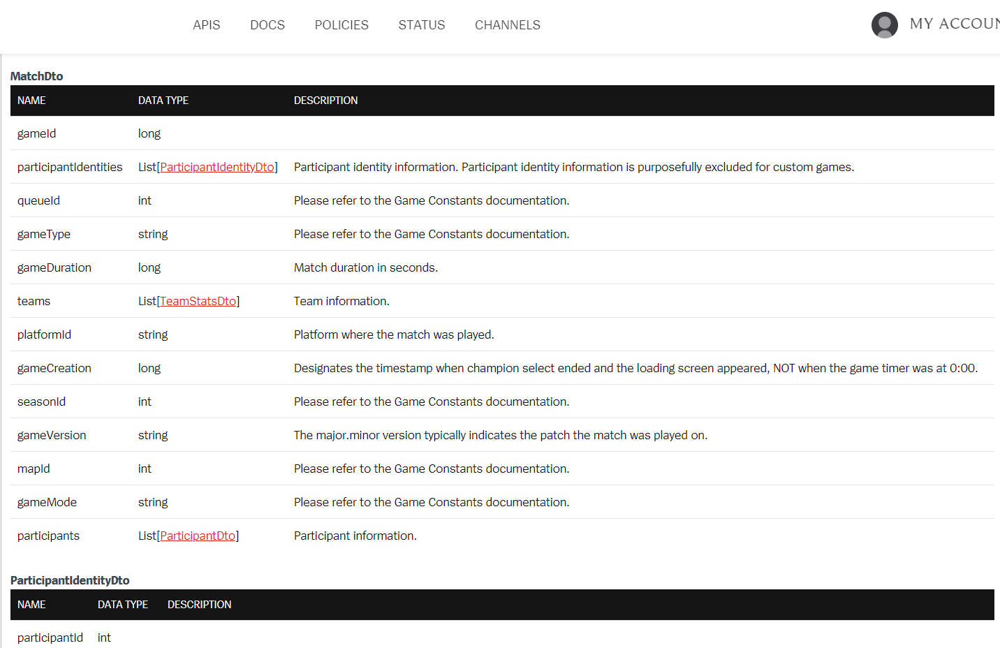 APIS DOCS POLICIES STATUS CHANNELS MY ACCOUN
MatchDto
NAME DATA TYPE DESCRIPTION
gameId long
participantIdentities List[ParticipantIdentityDto] Participant identity information. Participant identity information is purposefully excluded for custom games.
queueId int Please refer to the Game Constants documentation.
gameType string Please refer to the Game Constants documentation.
gameDuration long Match duration in seconds.
teams List[TeamStatsDto] Team information.
platformId string Platform where the match was played.
gameCreation long Designates the timestamp when champion select ended and the loading screen appeared, NOT when the game timer was at 0:00.
seasonId int Please refer to the Game Constants documentation.
gameVersion string The major.minor version typically indicates the patch the match was played on.
mapId int Please refer to the Game Constants documentation.
gameMode string Please refer to the Game Constants documentation.
participants List[ParticipantDto] Participant information.
ParticipantIdentityDto
NAME DATA TYPE DESCRIPTION
participantId int